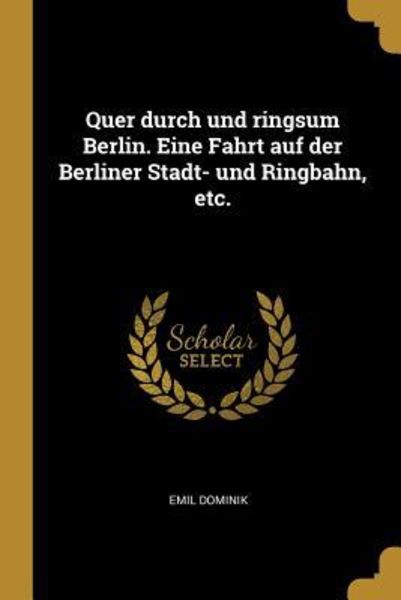 Quer durch und ringsum
Berlin. Eine Fahrt auf der
Berliner Stadt- und Ringbahn,
etc.
Scholar
SELECT
EMIL DOMINIK